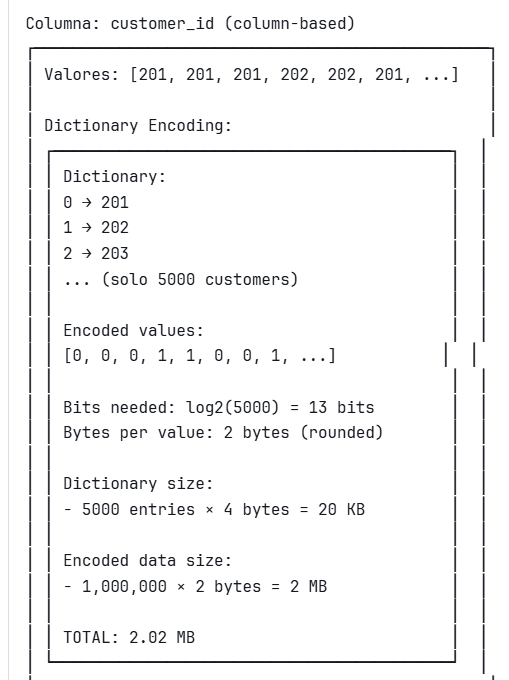 Columna: customer_id (column-based)
Valores: [201, 201, 201, 202, 202, 201, ...]
Dictionary Encoding:
Dictionary:
0 → 201
1 → 202
2 → 203
... (solo 5000 customers)
Encoded values:
[0, 0, 0, 1, 1, 0, 0, 1, ...]
Bits needed: log2(5000) = 13 bits
Bytes per value: 2 bytes (rounded)
Dictionary size:
- 5000 entries × 4 bytes = 20 KB
Encoded data size:
- 1,000,000 × 2 bytes = 2 MB
TOTAL: 2.02 MB